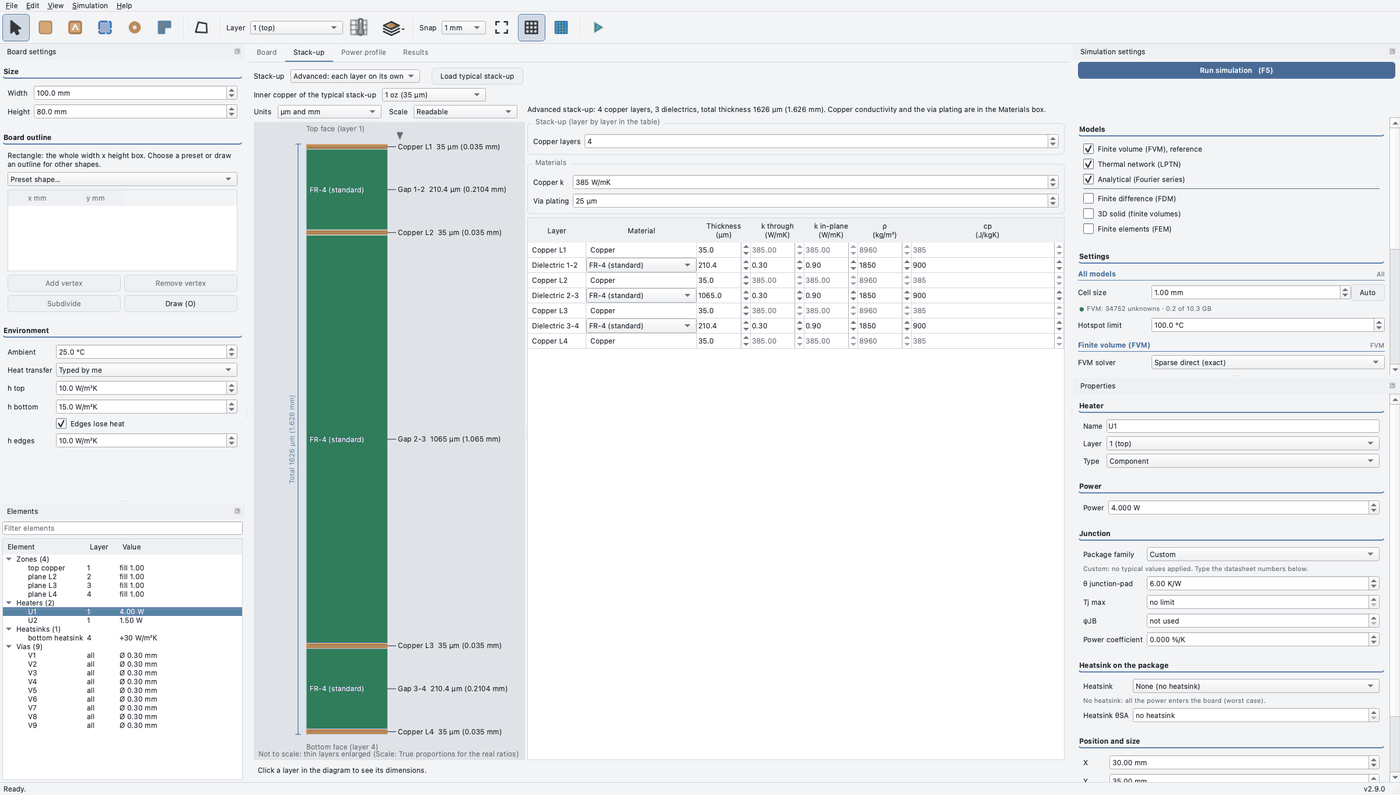 File Edit View Simulation Help
Layer 1 (top) Snap 1 mm
Board settings
Size
Width 100.0 mm
Height 80.0 mm
Board outline
Rectangle: the whole width x height box. Choose a preset or draw
an outline for other shapes.
Preset shape...
x mm y mm
Add vertex Remove vertex
Subdivide Draw (O)
Environment
Ambient 25.0 °C
Heat transfer Typed by me
h top 10.0 W/m²K
h bottom 15.0 W/m²K
Edges lose heat
h edges 10.0 W/m²K
Elements
Filter elements
Element Layer Value
Zones (4)
top copper 1 fill 1.00
plane L2 2 fill 1.00
plane L3 3 fill 1.00
plane L4 4 fill 1.00
Heaters (2)
U1 1 4.00 W
U2 1 1.50 W
Heatsinks (1)
bottom heatsink 4 +30 W/m²K
Vias (9)
V1 all Ø 0.30 mm
V2 all Ø 0.30 mm
V3 all Ø 0.30 mm
V4 all Ø 0.30 mm
V5 all Ø 0.30 mm
V6 all Ø 0.30 mm
V7 all Ø 0.30 mm
V8 all Ø 0.30 mm
V9 all Ø 0.30 mm
Board Stack-up Power profile Results
Stack-up Advanced: each layer on its own Load typical stack-up
Inner copper of the typical stack-up 1 oz (35 µm)
Units µm and mm Scale Readable
Top face (layer 1)
Copper L1 35 µm (0.035 mm)
FR-4 (standard) Gap 1-2 210.4 µm (0.2104 mm)
Copper L2 35 µm (0.035 mm)
Total 1626 µm (1.626 mm)
FR-4 (standard) Gap 2-3 1065 µm (1.065 mm)
Copper L3 35 µm (0.035 mm)
FR-4 (standard) Gap 3-4 210.4 µm (0.2104 mm)
Copper L4 35 µm (0.035 mm)
Bottom face (layer 4)
Not to scale: thin layers enlarged (Scale: True proportions for the real ratios)
Click a layer in the diagram to see its dimensions.
Advanced stack-up: 4 copper layers, 3 dielectrics, total thickness 1626 µm (1.626 mm). Copper conductivity and the via plating are in the Materials box.
Stack-up (layer by layer in the table)
Copper layers 4
Materials
Copper k 385 W/mK
Via plating 25 µm
Layer Material Thickness (µm) k through (W/mK) k in-plane (W/mK) ρ (kg/m³) cp (J/kgK)
Copper L1 Copper 35.0 385.00 385.00 8960 385
Dielectric 1-2 FR-4 (standard) 210.4 0.30 0.90 1850 900
Copper L2 Copper 35.0 385.00 385.00 8960 385
Dielectric 2-3 FR-4 (standard) 1065.0 0.30 0.90 1850 900
Copper L3 Copper 35.0 385.00 385.00 8960 385
Dielectric 3-4 FR-4 (standard) 210.4 0.30 0.90 1850 900
Copper L4 Copper 35.0 385.00 385.00 8960 385
Simulation settings
Run simulation (F5)
Models
Finite volume (FVM), reference
Thermal network (LPTN)
Analytical (Fourier series)
Finite difference (FDM)
3D solid (finite volumes)
Finite elements (FEM)
Settings
All models All
Cell size 1.00 mm Auto
● FVM: 34752 unknowns · 0.2 of 10.3 GB
Hotspot limit 100.0 °C
Finite volume (FVM) FVM
FVM solver Sparse direct (exact)
Properties
Heater
Name U1
Layer 1 (top)
Type Component
Power
Power 4.000 W
Junction
Package family Custom
Custom: no typical values applied. Type the datasheet numbers below.
θ junction-pad 6.00 K/W
Tj max no limit
ψJB not used
Power coefficient 0.000 %/K
Heatsink on the package
Heatsink None (no heatsink)
No heatsink: all the power enters the board (worst case).
Heatsink θSA no heatsink
Position and size
X 30.00 mm
Y 35.00 mm
Ready. v2.9.0